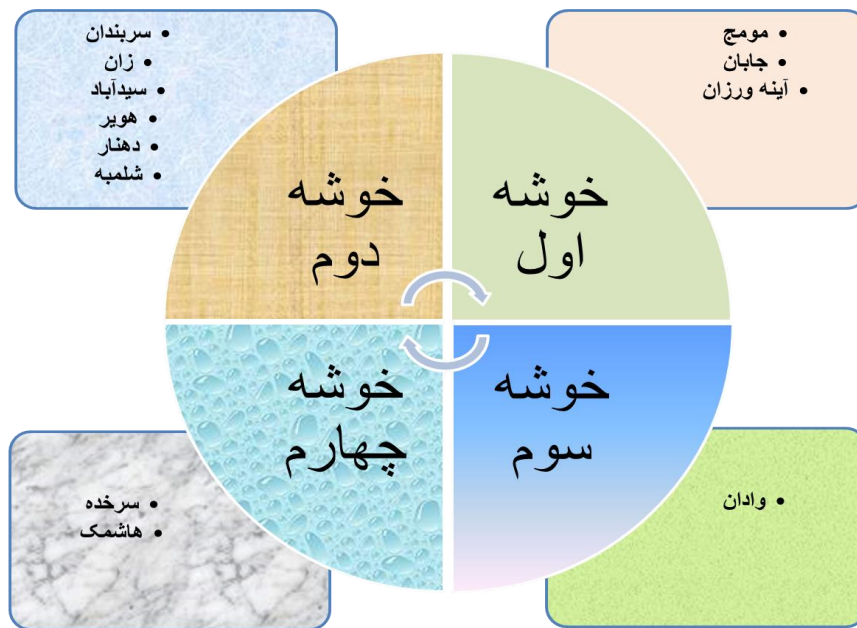 مومج
جابان
آینه ورزان
خوشه
اول
سربندان
زان
سیدآباد
هویر
دهنار
شلمبه
خوشه
دوم
خوشه
سوم
وادان
خوشه
چهارم
سرخده
هاشمک